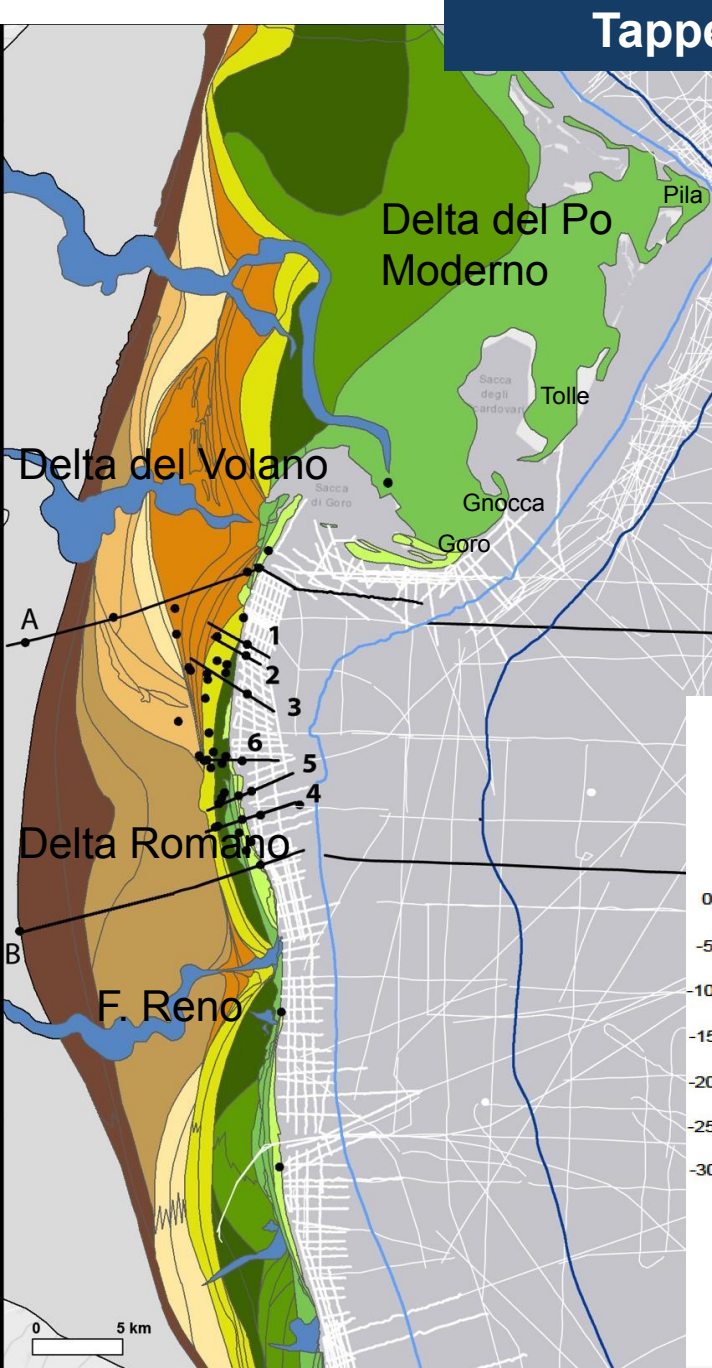 Tappe
Pila
Delta del Po
Moderno
Sacca
degli
Tolle
Delta del Volano
Sacca
di Goro
Gnocca
Goro
A
1
2
3
6
5
4
Delta Romano
B
F. Reno
0
-5
-10
-15
-20
-25
-30
0 5 km